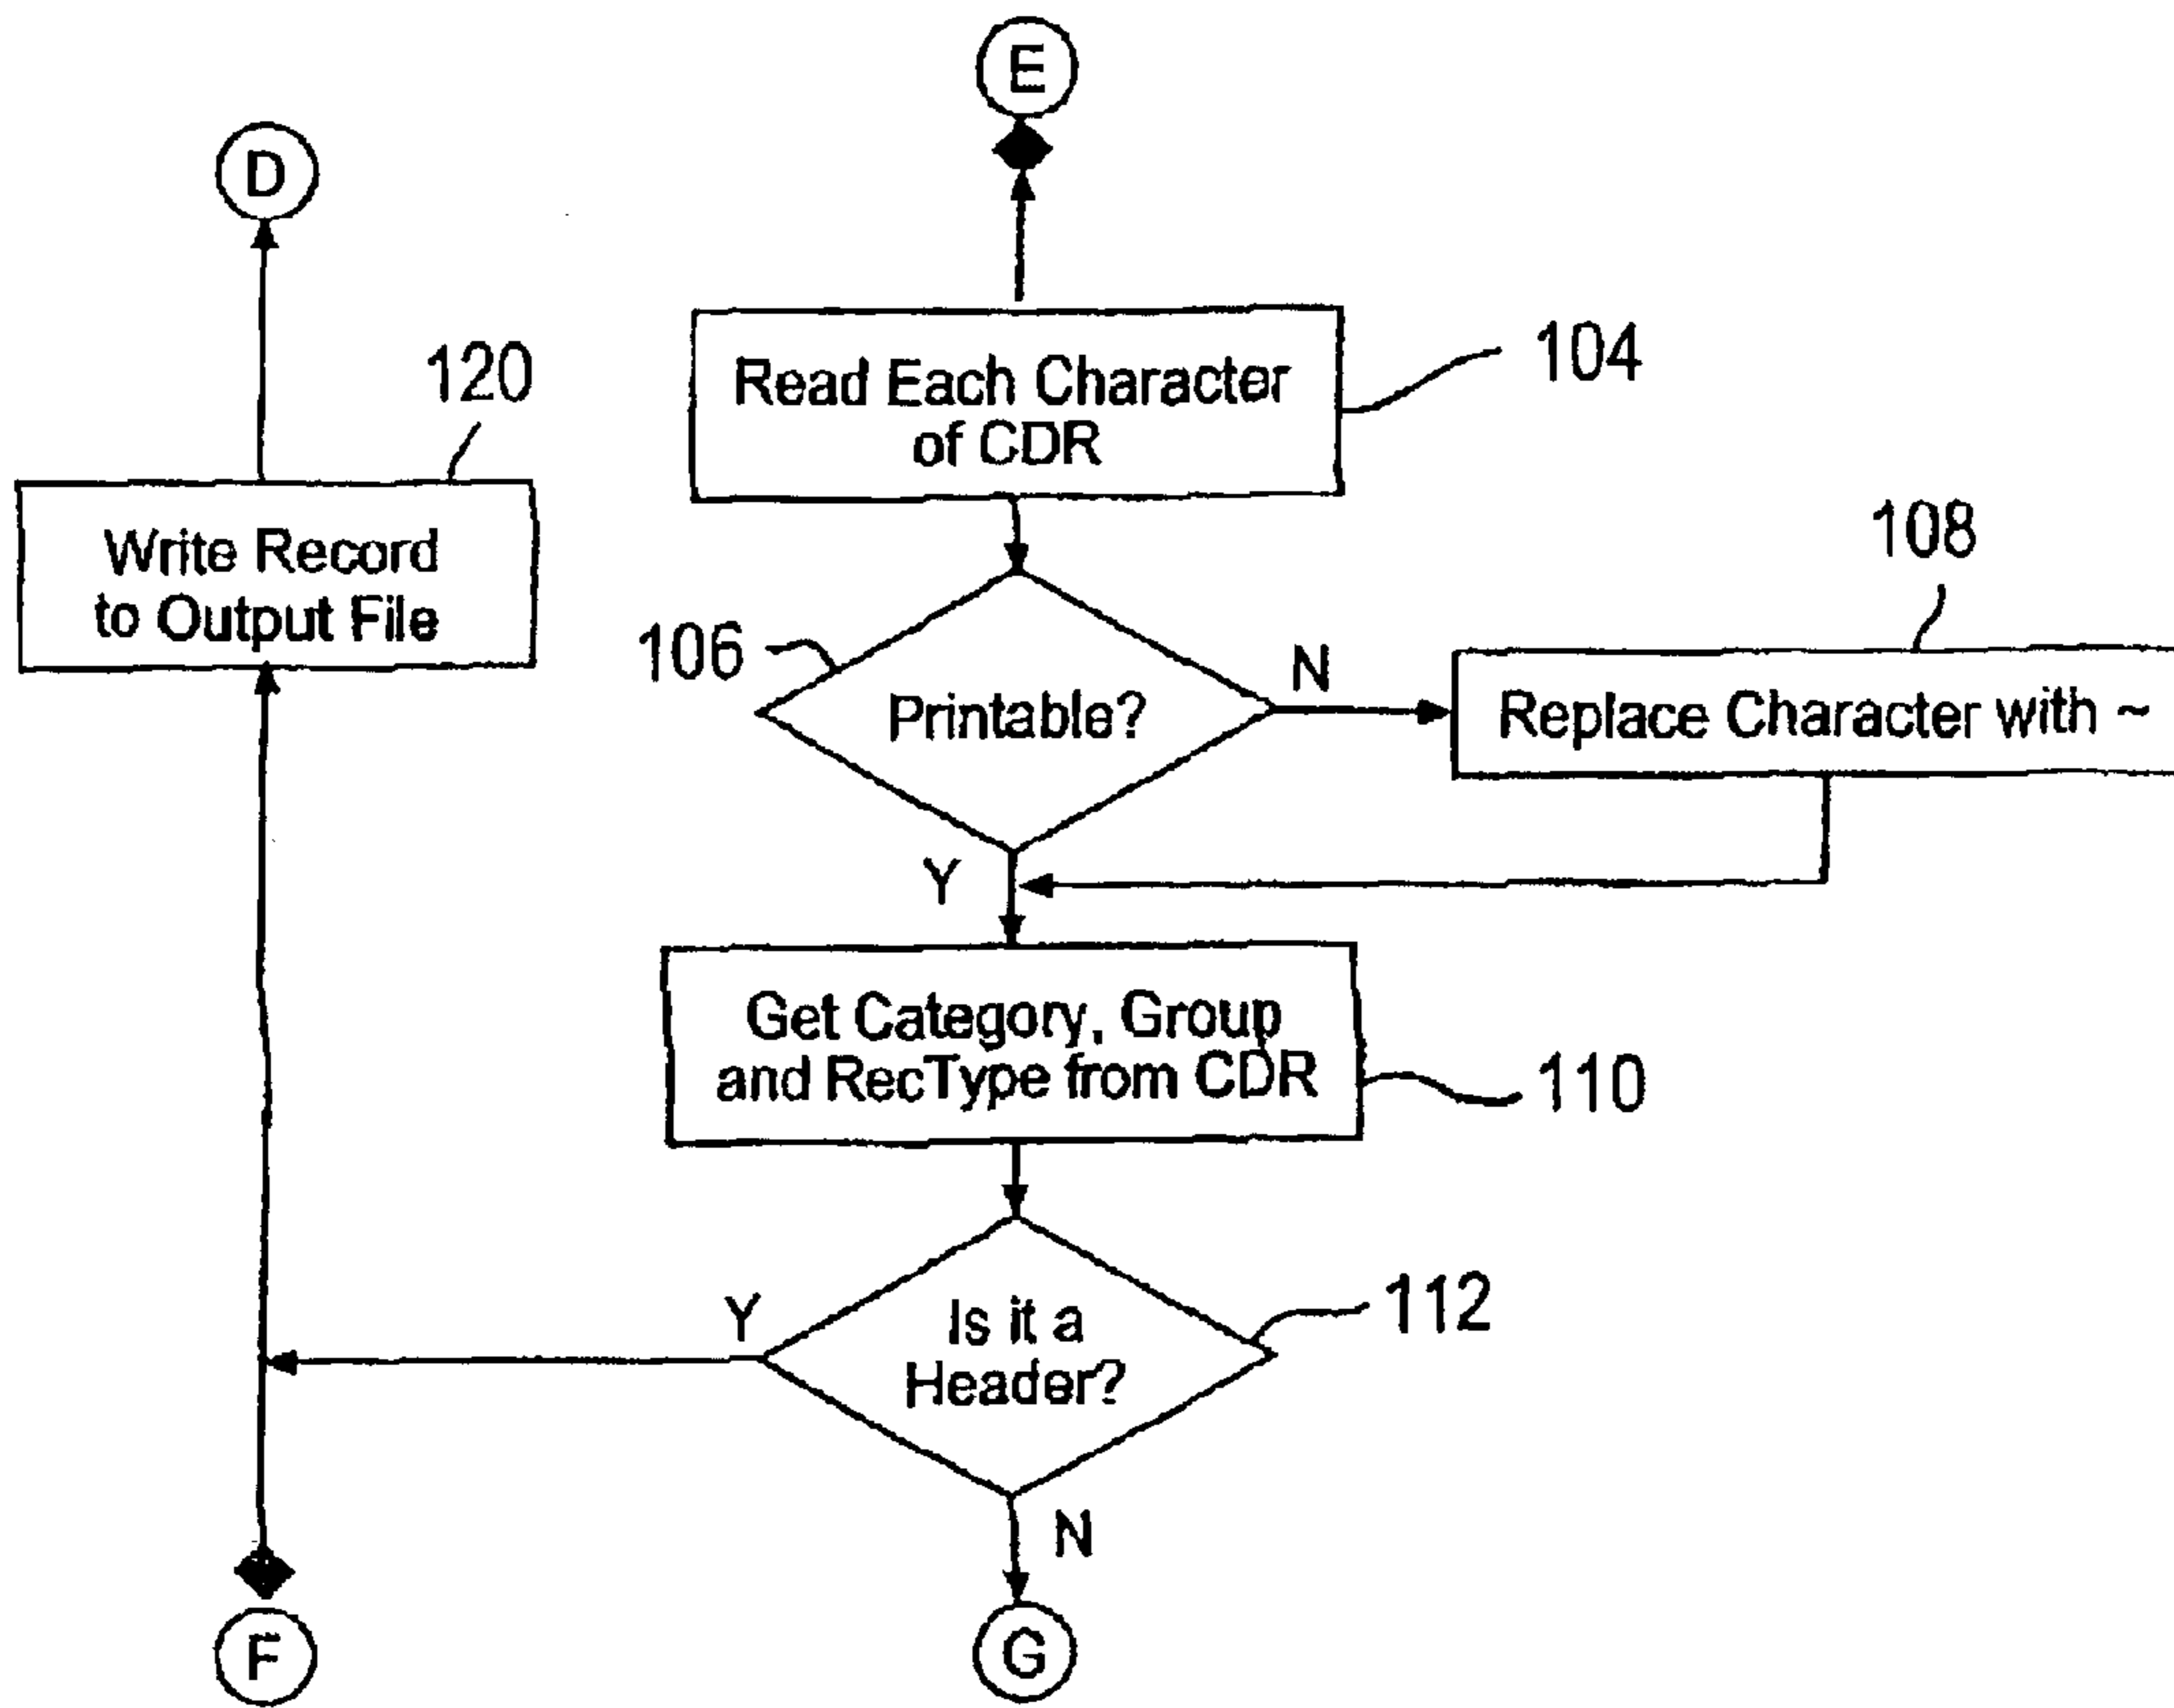 E
D
104
Read Each Character
of CDR
120
Write Record
to Output File
108
106
Printable?
N
Replace Character with ~
Y
Get Category, Group
and RecType from CDR
110
Y
Is it a
Header?
112
N
F
G